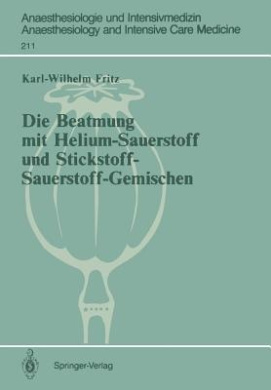 Anaesthesiologie und Intensivmedizin
Anaesthesiology and Intensive Care Medicine
211
Karl-Wilhelm Fritz
Die Beatmung
mit Helium-Sauerstoff
und Stickstoff-
Sauerstoff-Gemischen
Springer-Verlag